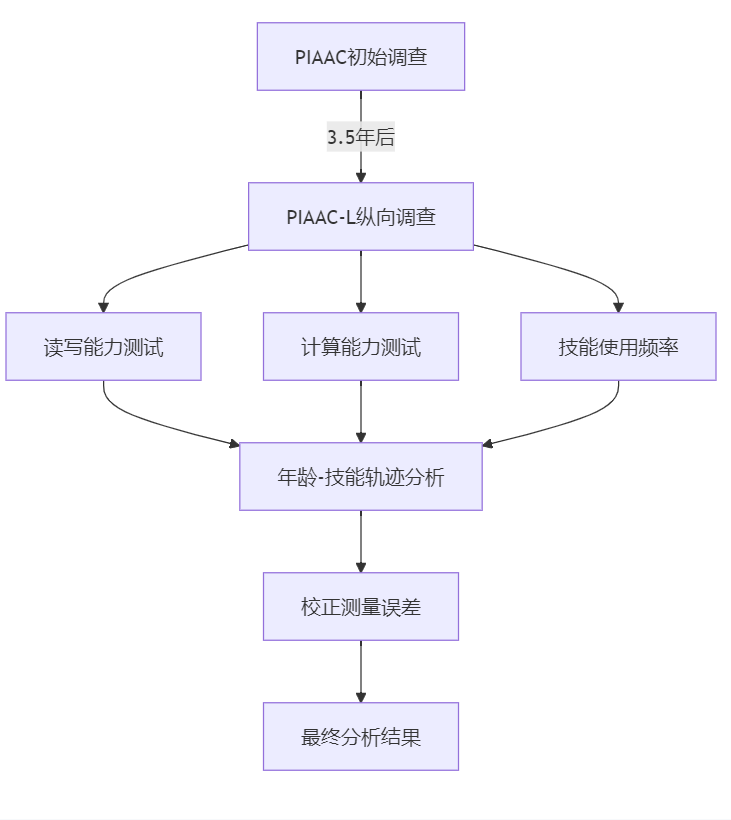 PIAAC初始调查
3.5年后
PIAAC-L纵向调查
读写能力测试
计算能力测试
技能使用频率
年龄-技能轨迹分析
校正测量误差
最终分析结果